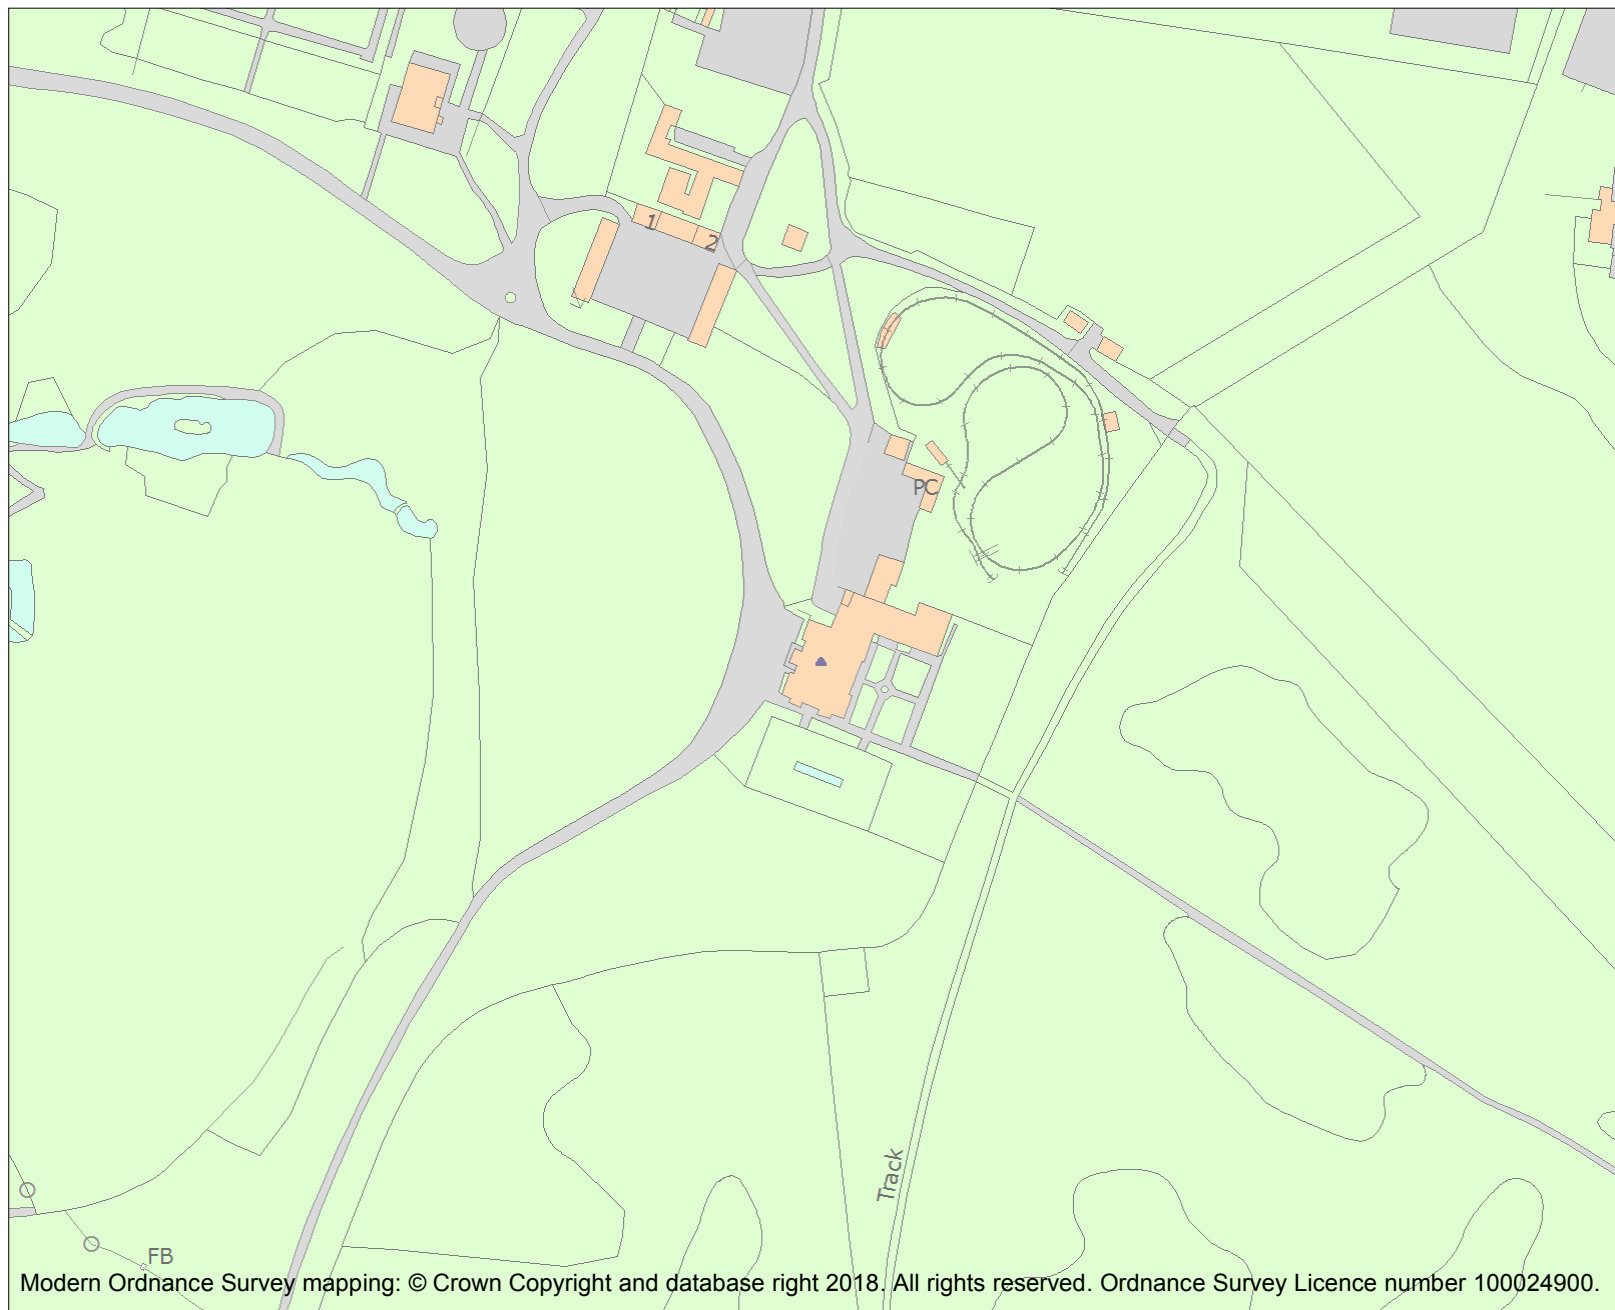 1
2
PC
Track
FB
Modern Ordnance Survey mapping: © Crown Copyright and database right 2018. All rights reserved. Ordnance Survey Licence number 100024900.